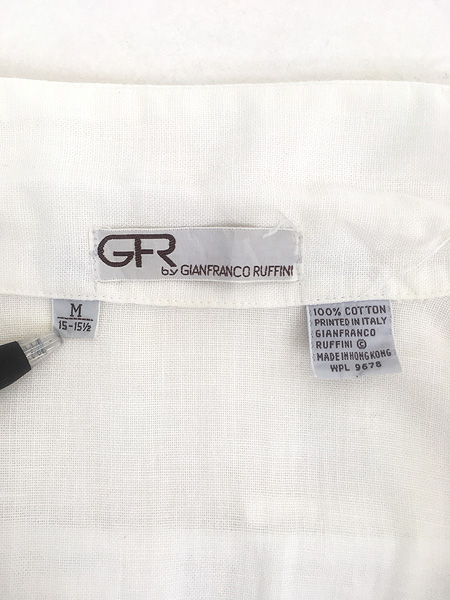 GFR
by GIANFRANCO RUFFINI
M
15-15½
100% COTTON
PRINTED IN ITALY
GIANFRANCO
RUFFINI ©
MADE IN HONG KONG
WPL 9676